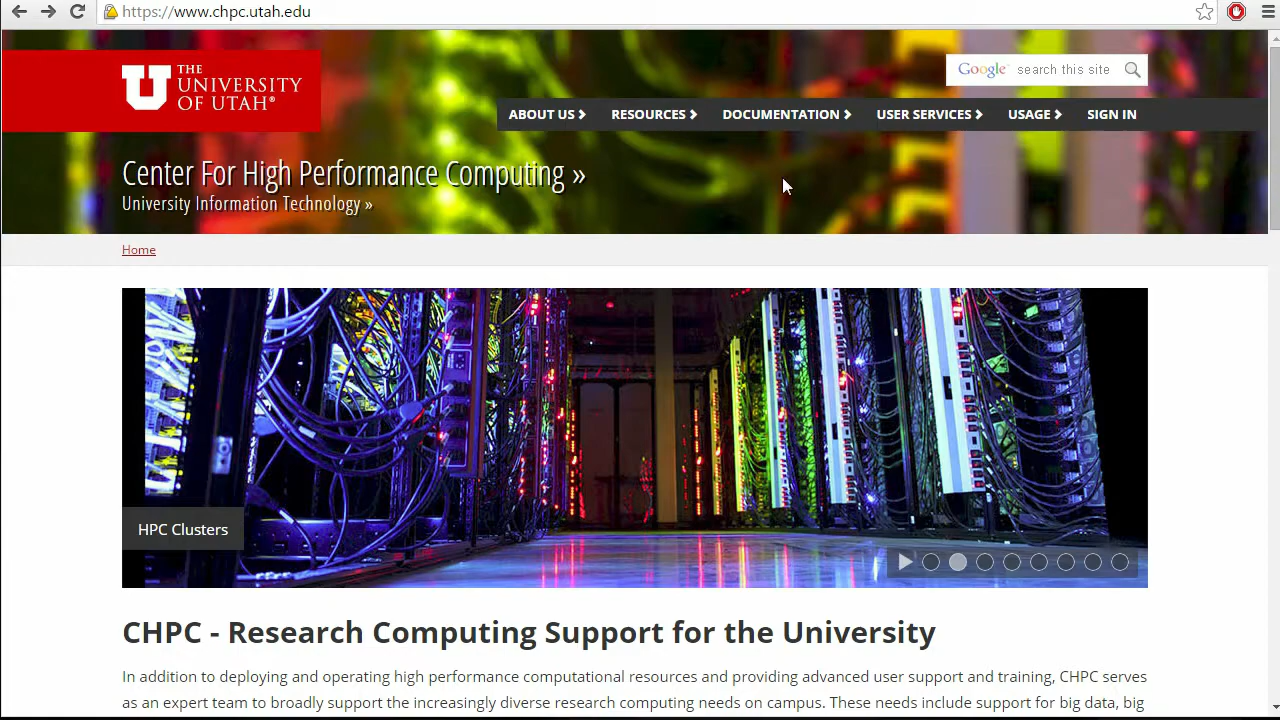 https://www.chpc.utah.edu
THE
UNIVERSITY
OF UTAH®
Google™ search this site
ABOUT US RESOURCES DOCUMENTATION USER SERVICES USAGE SIGN IN
Center For High Performance Computing »
University Information Technology »
Home
HPC Clusters
CHPC - Research Computing Support for the University
In addition to deploying and operating high performance computational resources and providing advanced user support and training, CHPC serves
as an expert team to broadly support the increasingly diverse research computing needs on campus. These needs include support for big data, big